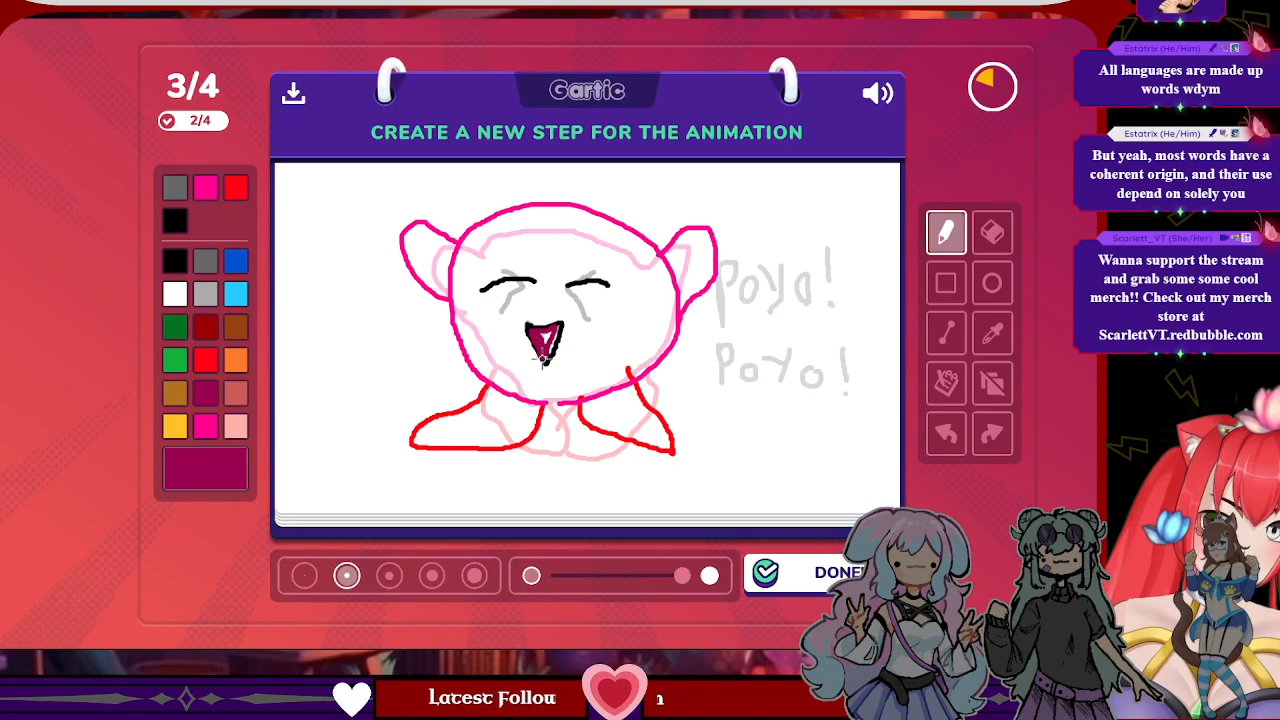 3/4
2/4
Gartic
CREATE A NEW STEP FOR THE ANIMATION
Poyo!
Poyo!
DONE
Estatrix (He/Him)
All languages are made up
words wdym
Estatrix (He/Him)
But yeah, most words have a
coherent origin, and their use
depend on solely you
Scarlett_VT (She/Her)
Wanna support the stream
and grab some some cool
merch!! Check out my merch
store at
ScarlettVT.redbubble.com
Latest Follow